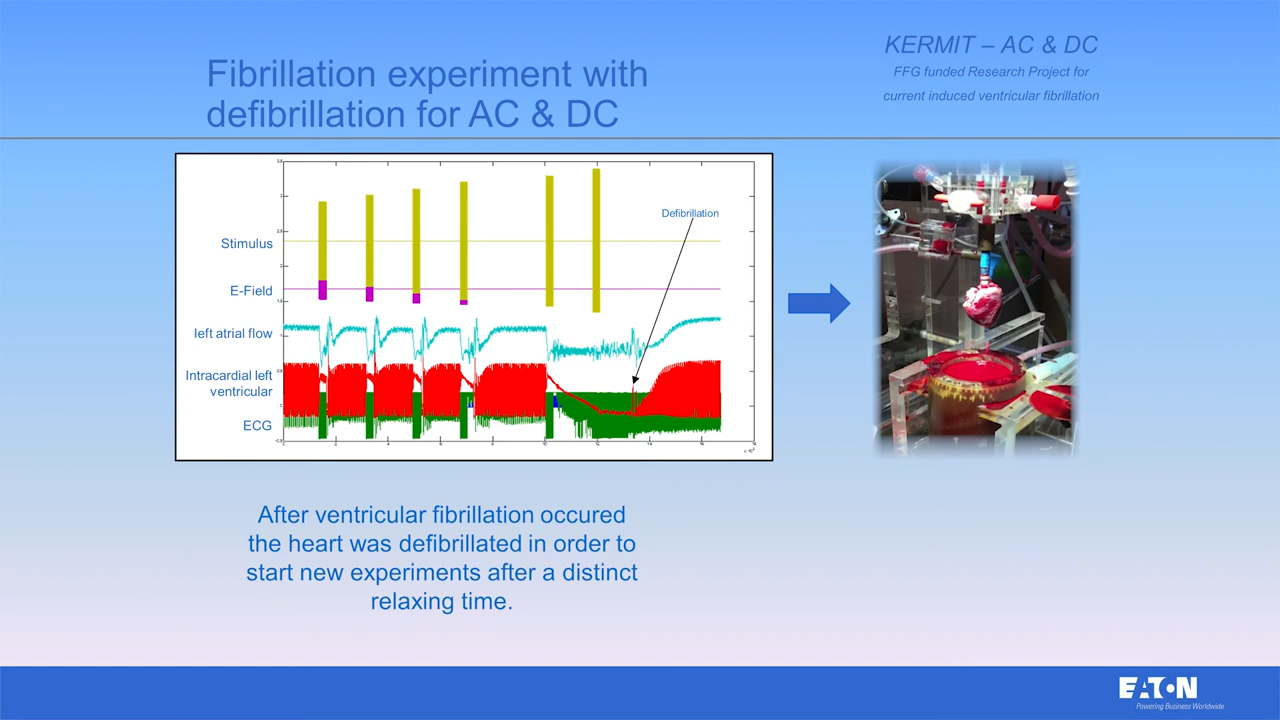 KERMIT – AC & DC
FFG funded Research Project for
current induced ventricular fibrillation
Fibrillation experiment with
defibrillation for AC & DC
Defibrillation
Stimulus
E-Field
left atrial flow
Intracardial left
ventricular
ECG
After ventricular fibrillation occured
the heart was defibrillated in order to
start new experiments after a distinct
relaxing time.
EATON
Powering Business Worldwide